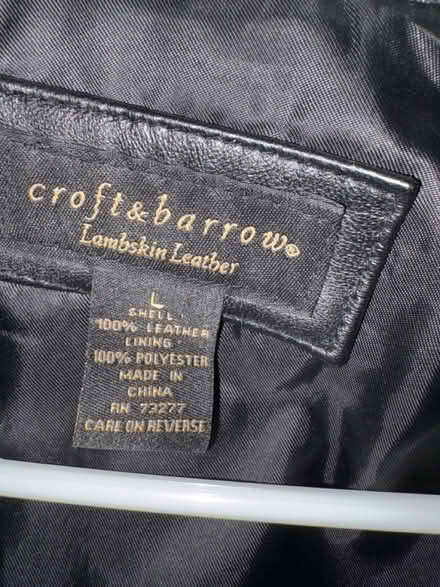 croft&barrow®
Lambskin Leather
L
SHELL
100% LEATHER
LINING
100% POLYESTER
MADE IN
CHINA
RN 73277
CARE ON REVERSE